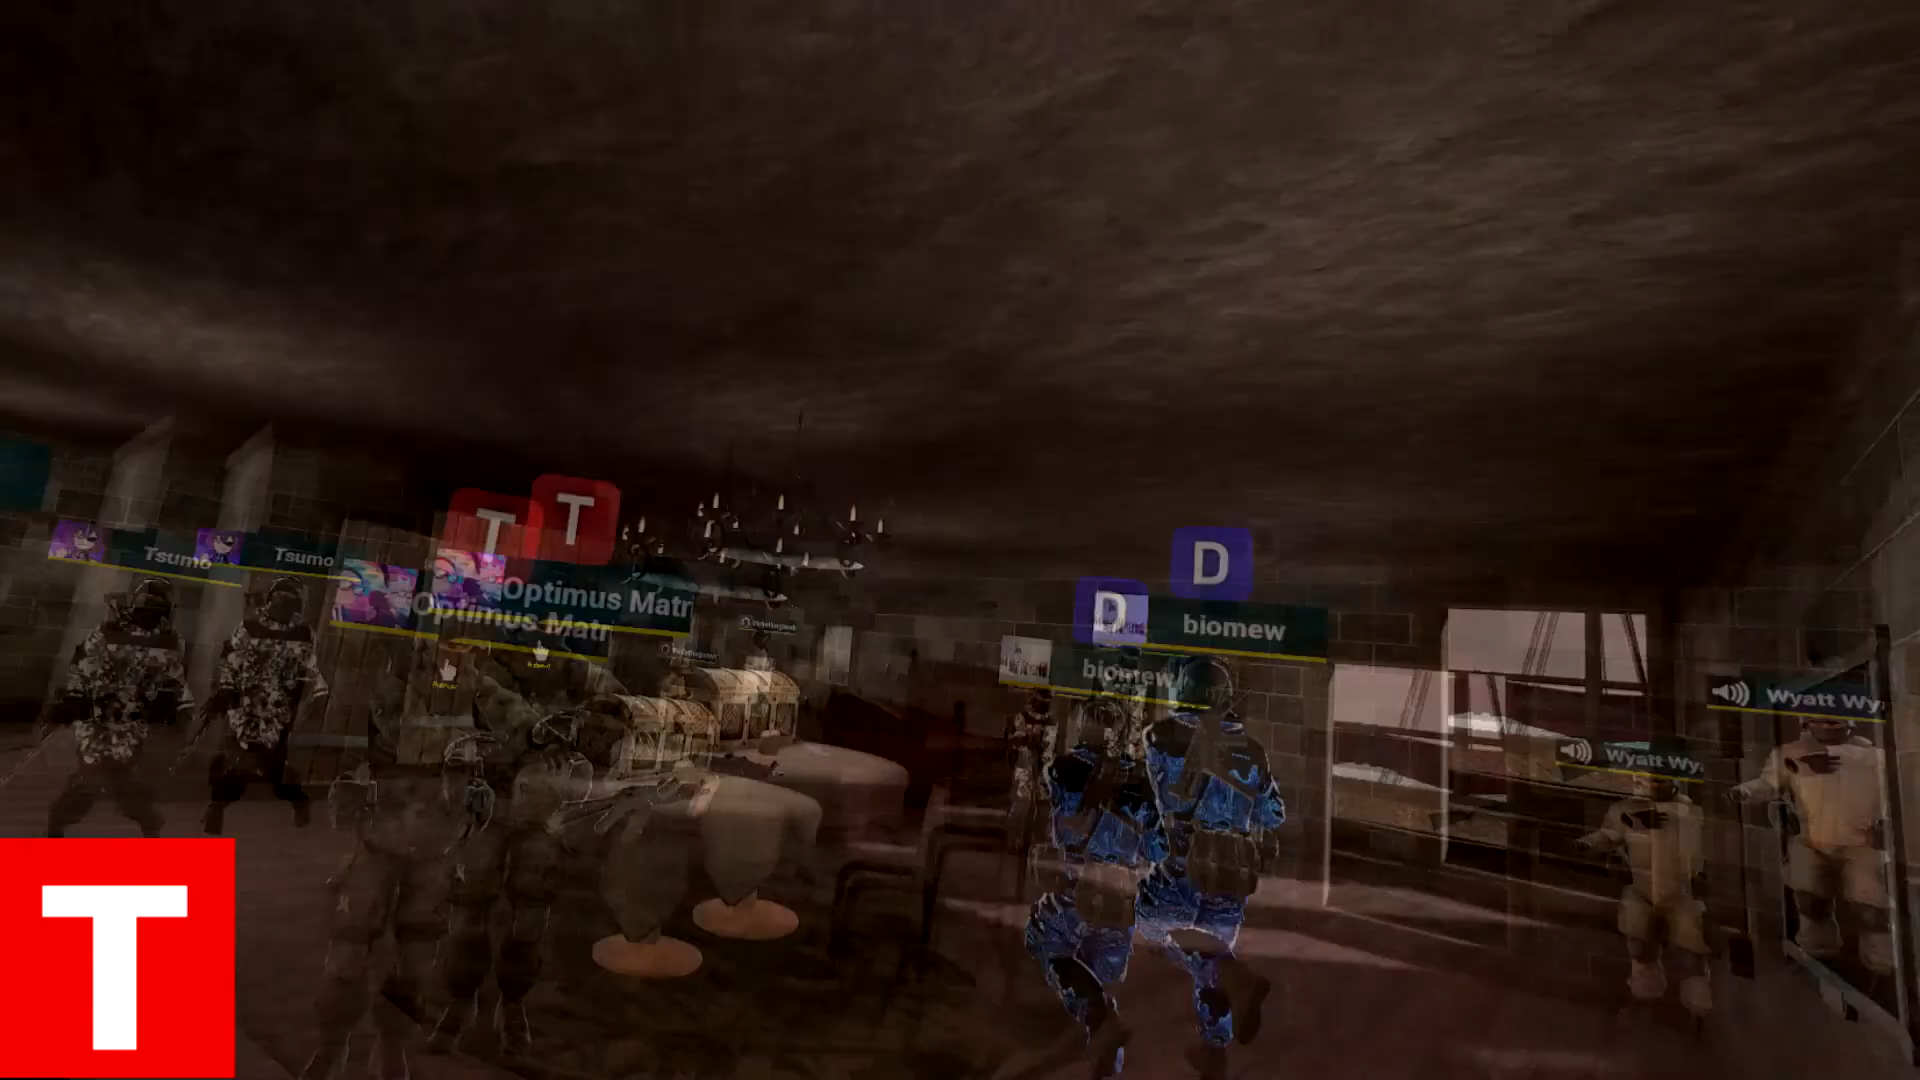 T
T
D
Tsumo
Tsumo
Optimus Matr
Optimus Matr
D
biomew
biomew
Wyatt Wy
Wyatt Wy
T